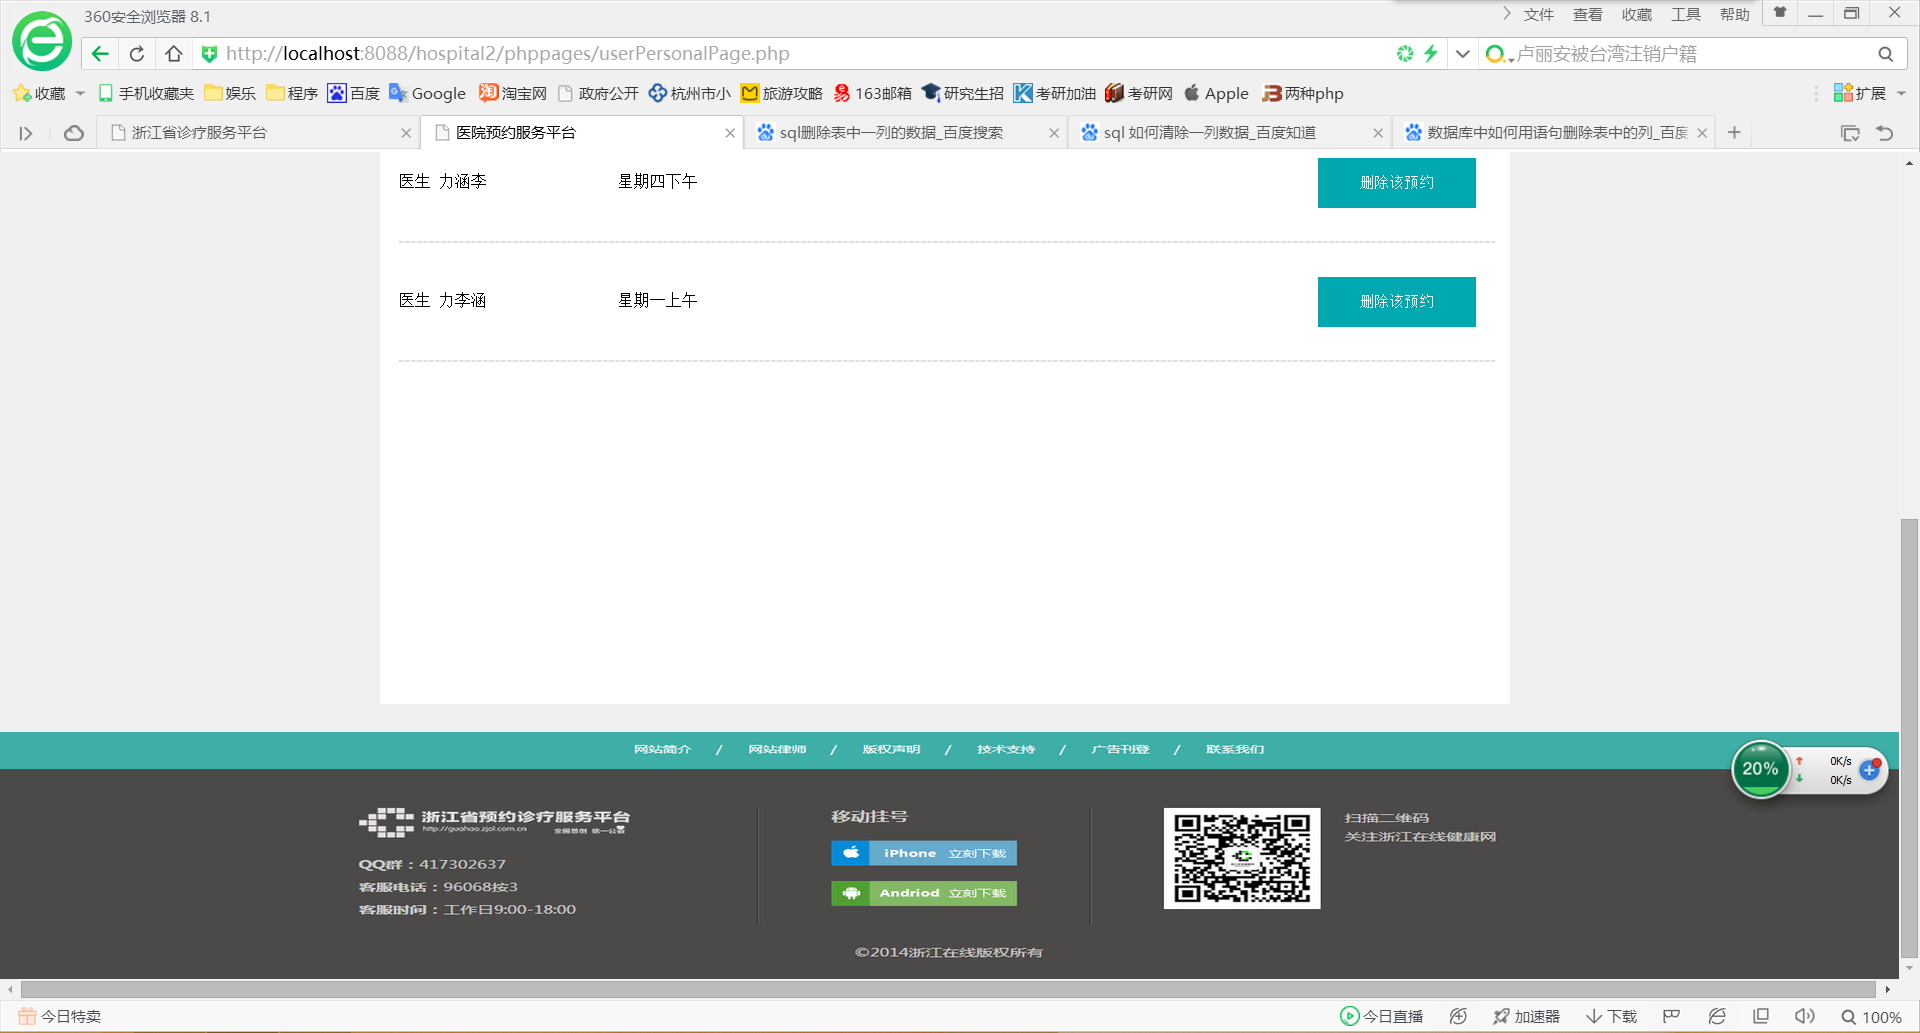 360安全浏览器 8.1
文件 查看 收藏 工具 帮助
http://localhost:8088/hospital2/phppages/userPersonalPage.php
卢丽安被台湾注销户籍
收藏 手机收藏夹 娱乐 程序 百度 Google 淘宝网 政府公开 杭州市小 旅游攻略 163邮箱 研究生招 考研加油 考研网 Apple 两种php 扩展
浙江省诊疗服务平台 医院预约服务平台 sql删除表中一列的数据_百度搜索 sql 如何清除一列数据_百度知道 数据库中如何用语句删除表中的列_百度
医生 力涵李 星期四下午 删除该预约
医生 力李涵 星期一上午 删除该预约
网站简介 / 网站律师 / 版权声明 / 技术支持 / 广告刊登 / 联系我们
20% 0K/s
0K/s
浙江省预约诊疗服务平台
http://guahao.zjol.com.cn 全国首创 统一公益
QQ群：417302637
客服电话：96068按3
客服时间：工作日9:00-18:00
移动挂号
iPhone 立刻下载
Andriod 立刻下载
扫描二维码
关注浙江在线健康网
©2014浙江在线版权所有
今日特卖 今日直播 加速器 下载 100%